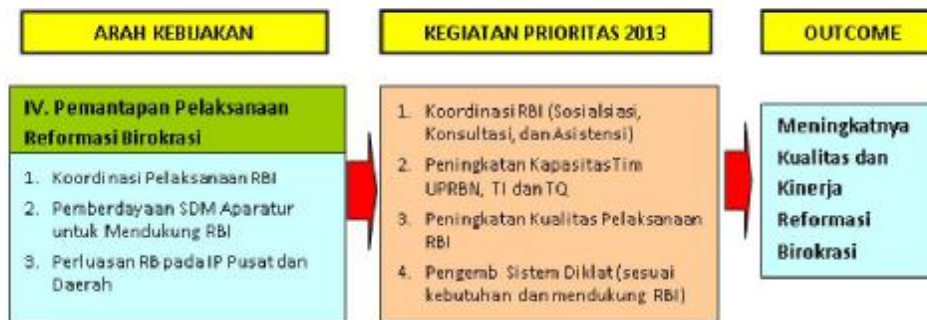 ARAH KEBIJAKAN
KEGIATAN PRIORITAS 2013
OUTCOME
IV. Pemantapan Pelaksanaan
Reformasi Birokrasi
1. Koordinasi Pelaksanaan RBI
2. Pemberdayaan SDM Aparatur
untuk Mendukung RBI
3. Perluasan RB pada IP Pusat dan
Daerah
1. Koordinasi RBI (Sosialsiasi,
Konsultasi, dan Asistensi)
2. Peningkatan KapasitasTim
UPRBN, TI dan TQ
3. Peningkatan Kualitas Pelaksanaan
RBI
4. Pengemb Sistem Diklat (sesuai
kebutuhan dan mendukung RBI)
Meningkatnya
Kualitas dan
Kinerja
Reformasi
Birokrasi